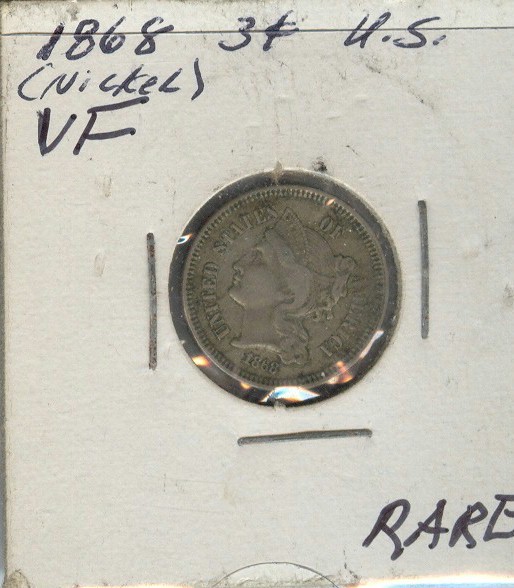 1868 3¢ U.S.
(Nickel)
VF
UNITED STATES OF AMERICA
1868
RARE